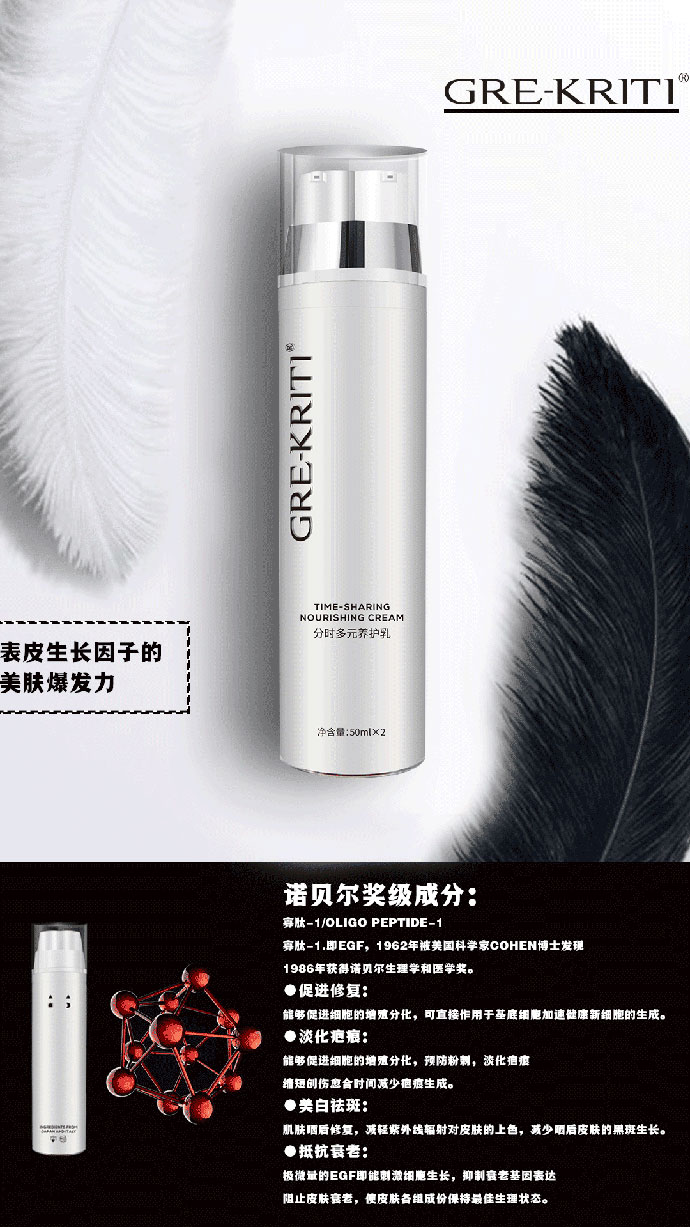 GRE-KRITI®
GRE-KRITI®
TIME-SHARING
NOURISHING CREAM
分时多元养护乳
净含量:50ml×2
表皮生长因子的
美肤爆发力
诺贝尔奖级成分：
寡肽-1/OLIGO PEPTIDE-1
寡肽-1.即EGF，1962年被美国科学家COHEN博士发现
1986年获得诺贝尔生理学和医学奖。
●促进修复：
能够促进细胞的增殖分化，可直接作用于基底细胞加速健康新细胞的生成。
●淡化疤痕：
能够促进细胞的增殖分化，预防粉刺，淡化疤痕
缩短创伤愈合时间减少疤痕生成。
●美白祛斑：
肌肤晒后修复，减轻紫外线辐射对皮肤的上色，减少晒后皮肤的黑斑生长。
●抵抗衰老：
极微量的EGF即能刺激细胞生长，抑制衰老基因表达
阻止皮肤衰老，使皮肤各组成份保持最佳生理状态。
INGREDIENTS FROM